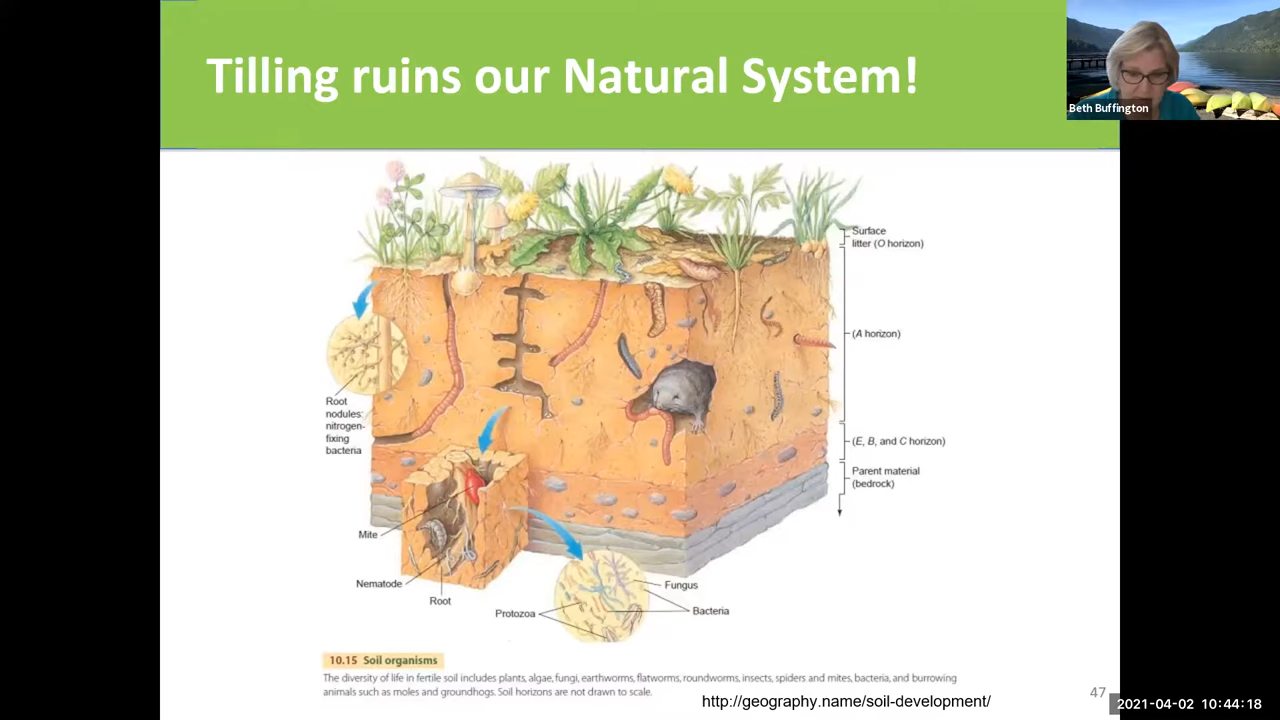 Tilling ruins our Natural System!
Beth Buffington
Surface
litter (O horizon)
(A horizon)
Root
nodules:
nitrogen-
fixing
bacteria
(E, B, and C horizon)
Parent material
(bedrock)
Mite
Nematode
Root
Fungus
Protozoa
Bacteria
10.15 Soil organisms
The diversity of life in fertile soil includes plants, algae, fungi, earthworms, flatworms, roundworms, insects, spiders and mites, bacteria, and burrowing
animals such as moles and groundhogs. Soil horizons are not drawn to scale.
http://geography.name/soil-development/
47
2021-04-02 10:44:18